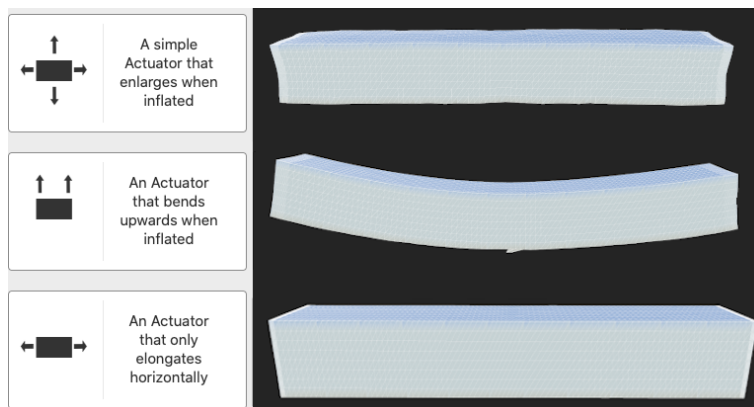 A simple
Actuator that
enlarges when
inflated
An Actuator
that bends
upwards when
inflated
An Actuator
that only
elongates
horizontally